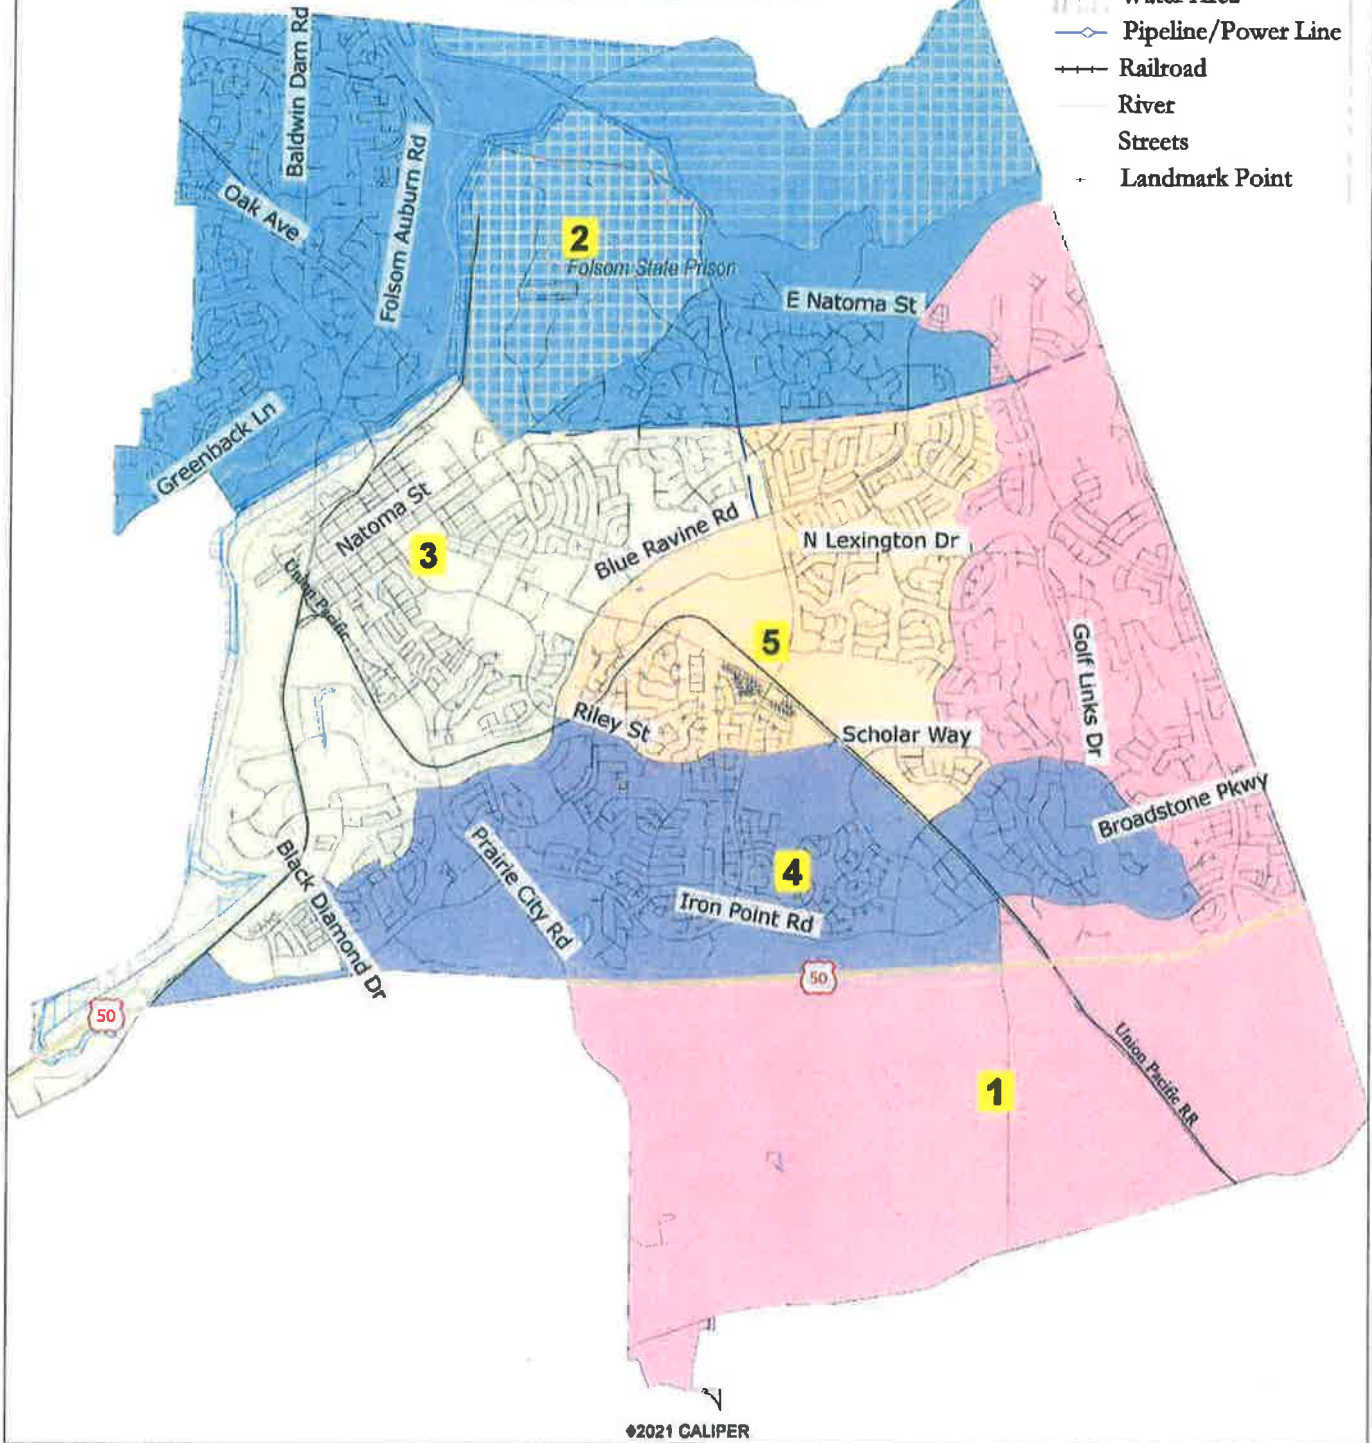 Water Area
Pipeline/Power Line
Railroad
River
Streets
Landmark Point
Baldwin Dam Rd
Folsom Auburn Rd
Oak Ave
2
Folsom State Prison
E Natoma St
Greenback Ln
Natoma St
3
Union Pacific
Blue Ravine Rd
N Lexington Dr
5
Golf Links Dr
Riley St
Scholar Way
Broadstone Pkwy
Prairie City Rd
4
Iron Point Rd
Black Diamond Dr
50
50
1
Union Pacific RR
©2021 CALIPER